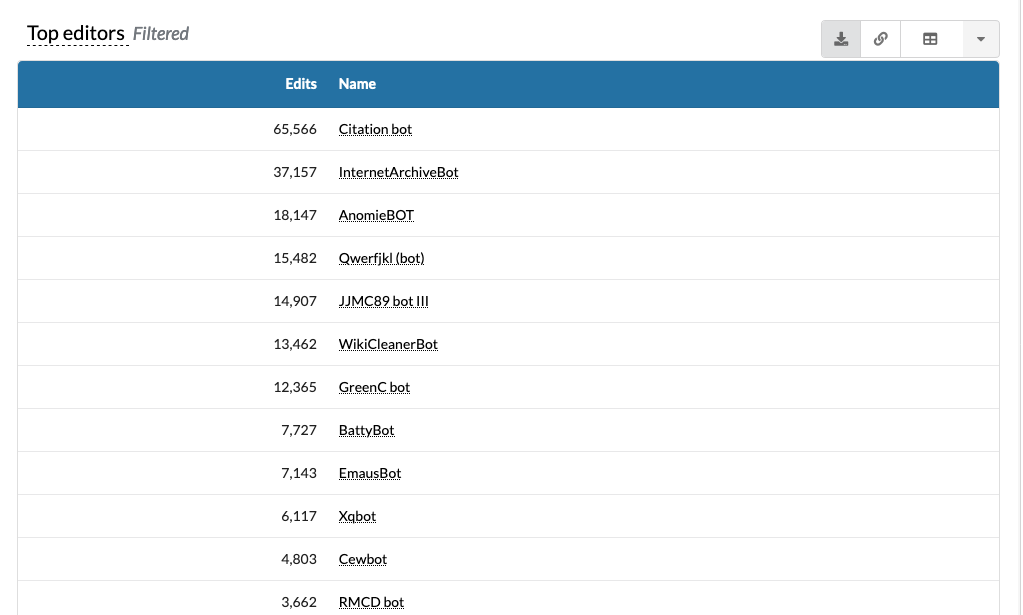 Top editors Filtered
Edits Name
65,566 Citation bot
37,157 InternetArchiveBot
18,147 AnomieBOT
15,482 Qwerfjkl (bot)
14,907 JJMC89 bot III
13,462 WikiCleanerBot
12,365 GreenC bot
7,727 BattyBot
7,143 EmausBot
6,117 Xqbot
4,803 Cewbot
3,662 RMCD bot